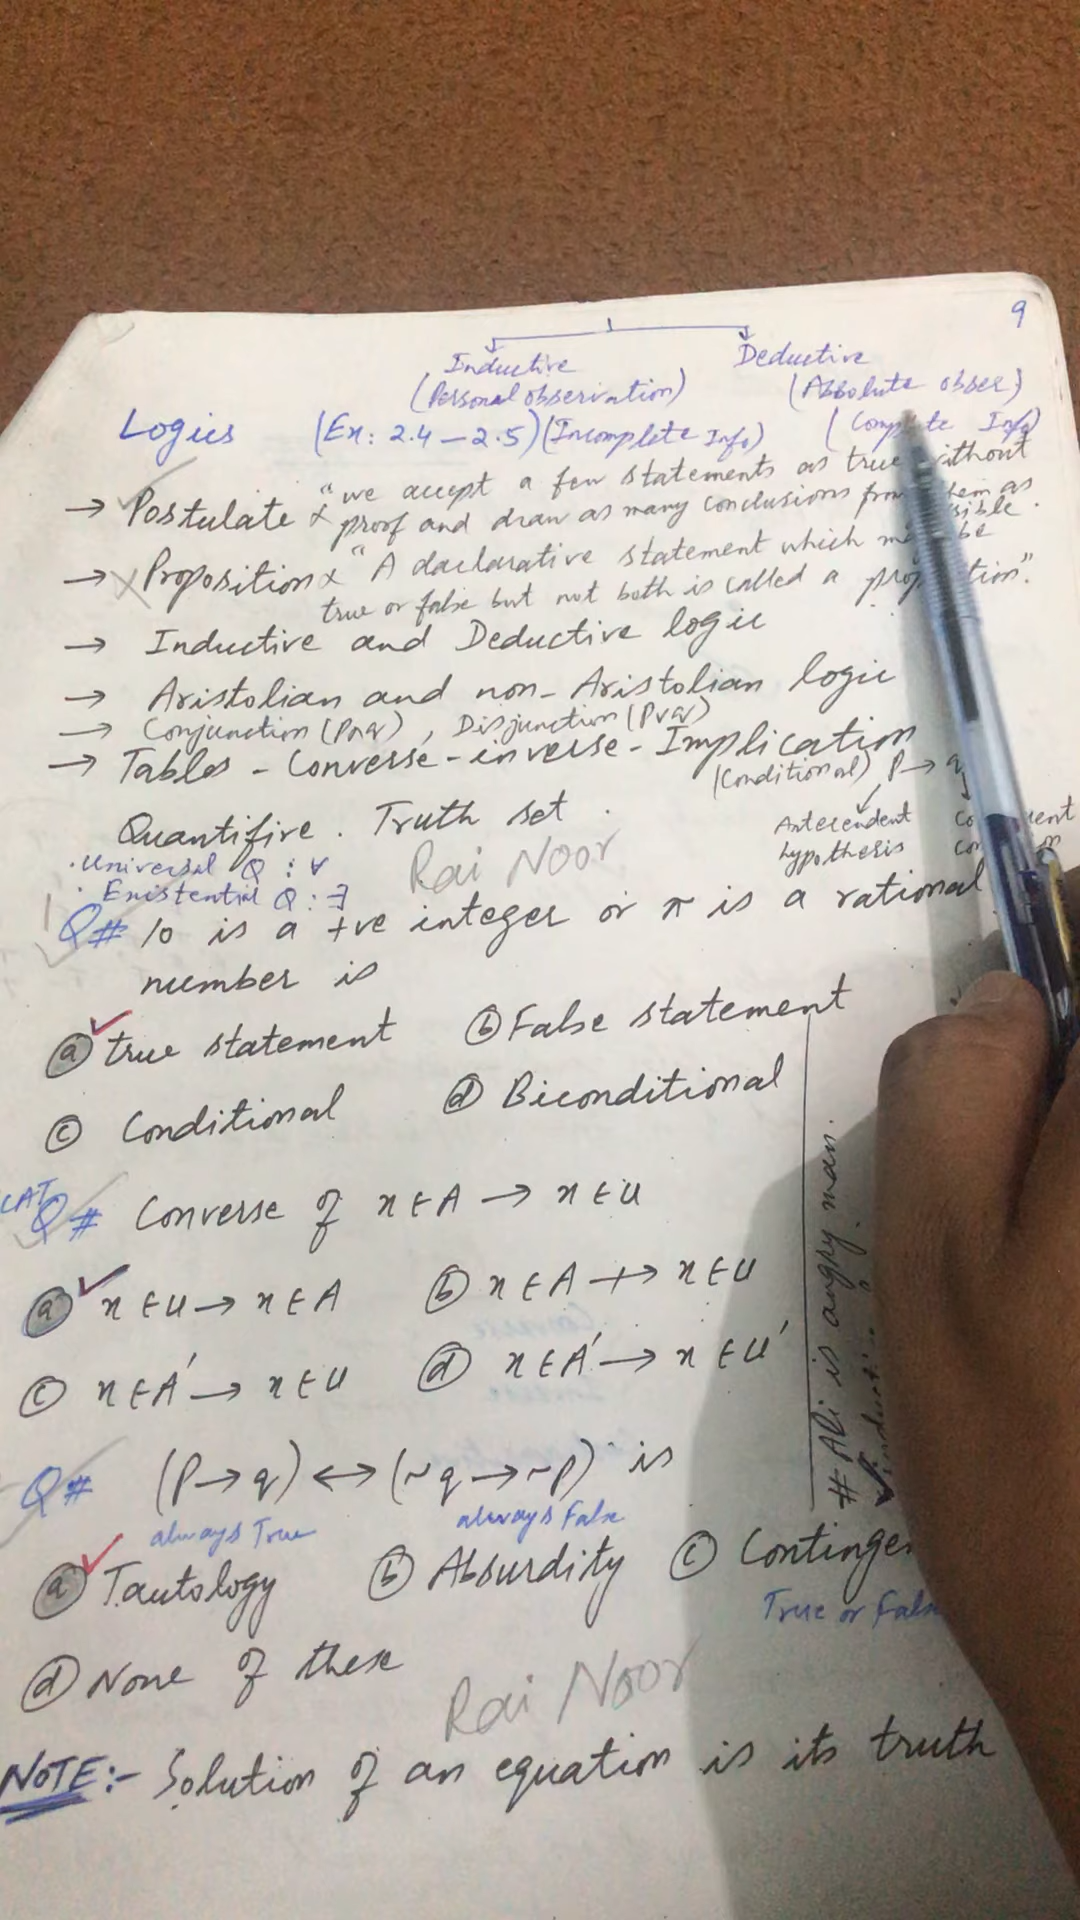 9
Inductive Deductive
(Personal observation) (Absolute obser)
Logics (Ex: 2.4 — 2.5) (Incomplete Info) (Complete Info)
→ Postulate "we accept a few statements as true without
proof and draw as many conclusions from them as
→ Proposition "A daclarative statement which may be
true or false but not both is called a proposition".
→ Inductive and Deductive logic
→ Aristolian and non-Aristolian logic
→ Conjunction (P∧q), Disjunction (P∨q)
→ Tables - Converse - inverse - Implication
(Conditional) P → q
Antecendent
hypothesis
Quantifire. Truth set.
· Universal Q : ∀
· Existential Q : ∃
Rai Noor
Q# 10 is a +ve integer or π is a rational
number is
ⓐ true statement ⓑ False statement
ⓒ Conditional ⓓ Biconditional
CAT
Q# Converse of x∈A → x∈U
ⓐ x∈U → x∈A ⓑ x∈A ↛ x∈U
ⓒ x∈A' → x∈U ⓓ x∈A' → x∈U'
# Ali is angry man.
Q# (P→q) ↔ (~q→~p) is
always True always False
ⓐ Tautology ⓑ Absurdity ⓒ Continge
True or False
ⓓ None of these
Rai Noor
NOTE:- Solution of an equation is its truth